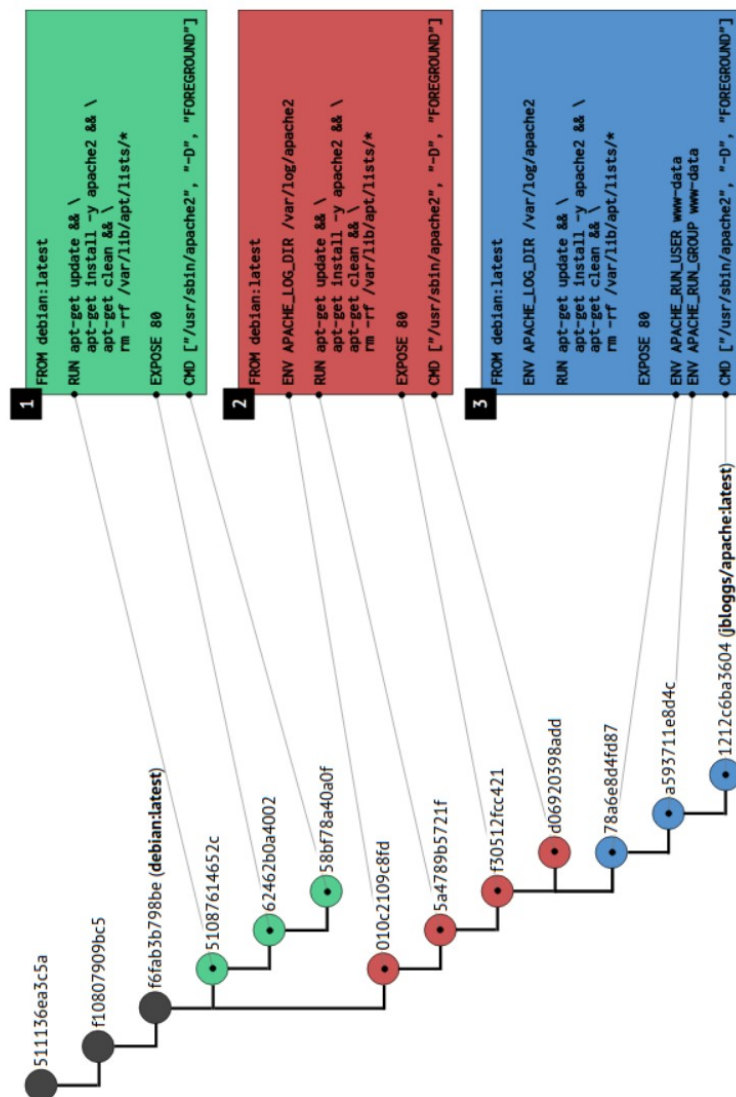 511136ea3c5a
f10807909bc5
f6fab3b798be (debian:latest)
51087614652c
62462b0a4002
58bf78a40a0f
010c2109c8fd
5a4789b5721f
f30512fcc421
d06920398add
78a6e8d4fd87
a593711e8d4c
1212c6ba3604 (jbloggs/apache:latest)
1
FROM debian:latest
RUN apt-get update && \
apt-get install -y apache2 && \
apt-get clean && \
rm -rf /var/lib/apt/lists/*
EXPOSE 80
CMD ["/usr/sbin/apache2", "-D", "FOREGROUND"]
2
FROM debian:latest
ENV APACHE_LOG_DIR /var/log/apache2
RUN apt-get update && \
apt-get install -y apache2 && \
apt-get clean && \
rm -rf /var/lib/apt/lists/*
EXPOSE 80
CMD ["/usr/sbin/apache2", "-D", "FOREGROUND"]
3
FROM debian:latest
ENV APACHE_LOG_DIR /var/log/apache2
RUN apt-get update && \
apt-get install -y apache2 && \
apt-get clean && \
rm -rf /var/lib/apt/lists/*
EXPOSE 80
ENV APACHE_RUN_USER www-data
ENV APACHE_RUN_GROUP www-data
CMD ["/usr/sbin/apache2", "-D", "FOREGROUND"]